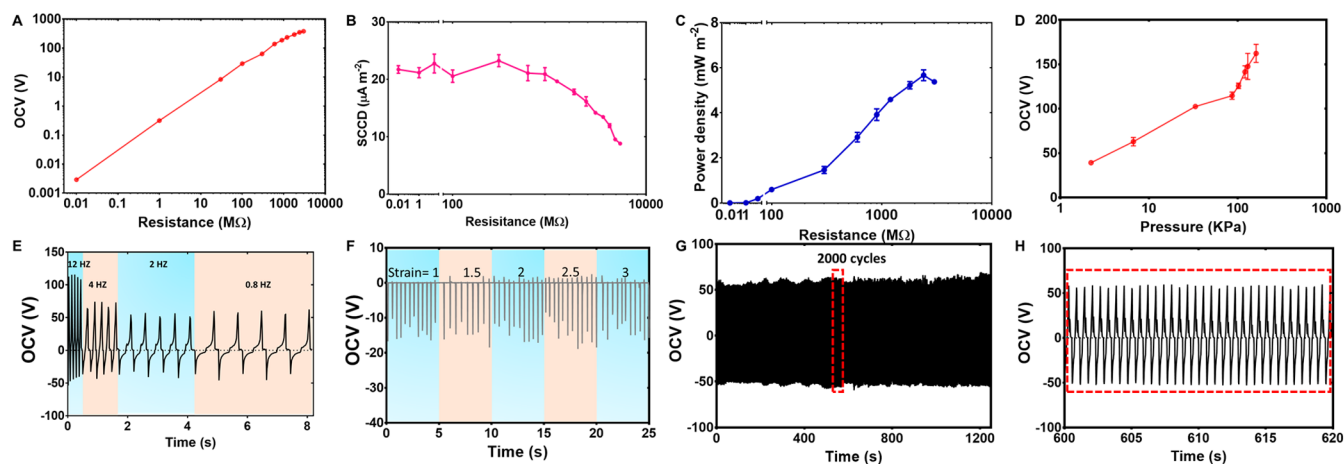 A
OCV (V)
1000
100
10
1
0.1
0.01
0.001
0.01
0.1
1
10
100
1000
10000
Resistance (MΩ)
B
SCCD (µA m⁻²)
30
20
10
0
0.01
1
100
10000
Resisitance (MΩ)
C
Power density (mW m⁻²)
6
4
2
0
0.01
1
100
1000
10000
Resistance (MΩ)
D
OCV (V)
200
150
100
50
0
1
10
100
1000
Pressure (KPa)
E
OCV (V)
150
100
50
0
-50
-100
12 HZ
4 HZ
2 HZ
0.8 HZ
0
2
4
6
8
Time (s)
F
OCV (V)
10
0
-10
-20
-30
-40
Strain= 1
1.5
2
2.5
3
0
5
10
15
20
25
Time (s)
G
OCV (V)
100
50
0
-50
-100
2000 cycles
0
400
800
1200
Time (s)
H
OCV (V)
100
50
0
-50
-100
600
605
610
615
620
Time (s)